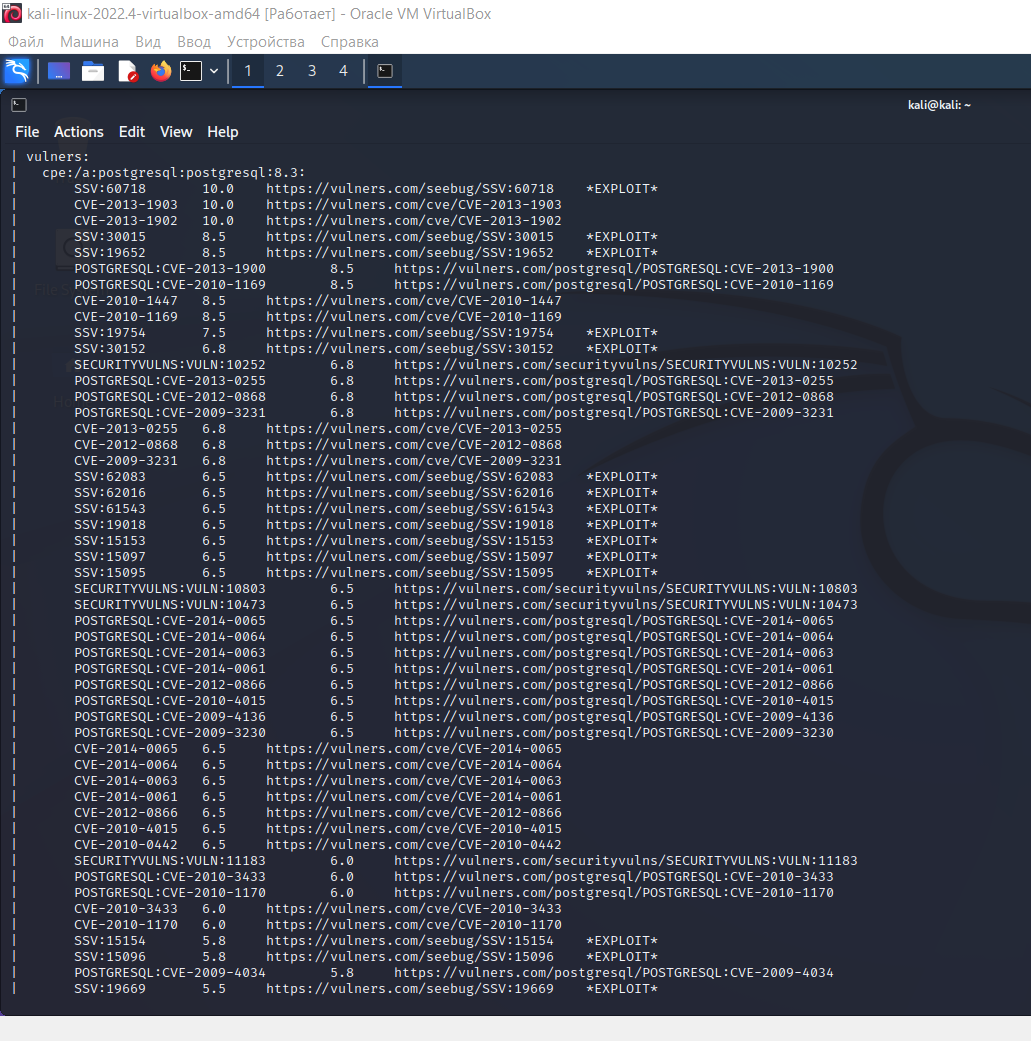 kali-linux-2022.4-virtualbox-amd64 [Работает] - Oracle VM VirtualBox
Файл Машина Вид Ввод Устройства Справка
1 2 3 4
kali@kali: ~
File Actions Edit View Help
| vulners:
| cpe:/a:postgresql:postgresql:8.3:
| SSV:60718 10.0 https://vulners.com/seebug/SSV:60718 *EXPLOIT*
| CVE-2013-1903 10.0 https://vulners.com/cve/CVE-2013-1903
| CVE-2013-1902 10.0 https://vulners.com/cve/CVE-2013-1902
| SSV:30015 8.5 https://vulners.com/seebug/SSV:30015 *EXPLOIT*
| SSV:19652 8.5 https://vulners.com/seebug/SSV:19652 *EXPLOIT*
| POSTGRESQL:CVE-2013-1900 8.5 https://vulners.com/postgresql/POSTGRESQL:CVE-2013-1900
| POSTGRESQL:CVE-2010-1169 8.5 https://vulners.com/postgresql/POSTGRESQL:CVE-2010-1169
| CVE-2010-1447 8.5 https://vulners.com/cve/CVE-2010-1447
| CVE-2010-1169 8.5 https://vulners.com/cve/CVE-2010-1169
| SSV:19754 7.5 https://vulners.com/seebug/SSV:19754 *EXPLOIT*
| SSV:30152 6.8 https://vulners.com/seebug/SSV:30152 *EXPLOIT*
| SECURITYVULNS:VULN:10252 6.8 https://vulners.com/securityvulns/SECURITYVULNS:VULN:10252
| POSTGRESQL:CVE-2013-0255 6.8 https://vulners.com/postgresql/POSTGRESQL:CVE-2013-0255
| POSTGRESQL:CVE-2012-0868 6.8 https://vulners.com/postgresql/POSTGRESQL:CVE-2012-0868
| POSTGRESQL:CVE-2009-3231 6.8 https://vulners.com/postgresql/POSTGRESQL:CVE-2009-3231
| CVE-2013-0255 6.8 https://vulners.com/cve/CVE-2013-0255
| CVE-2012-0868 6.8 https://vulners.com/cve/CVE-2012-0868
| CVE-2009-3231 6.8 https://vulners.com/cve/CVE-2009-3231
| SSV:62083 6.5 https://vulners.com/seebug/SSV:62083 *EXPLOIT*
| SSV:62016 6.5 https://vulners.com/seebug/SSV:62016 *EXPLOIT*
| SSV:61543 6.5 https://vulners.com/seebug/SSV:61543 *EXPLOIT*
| SSV:19018 6.5 https://vulners.com/seebug/SSV:19018 *EXPLOIT*
| SSV:15153 6.5 https://vulners.com/seebug/SSV:15153 *EXPLOIT*
| SSV:15097 6.5 https://vulners.com/seebug/SSV:15097 *EXPLOIT*
| SSV:15095 6.5 https://vulners.com/seebug/SSV:15095 *EXPLOIT*
| SECURITYVULNS:VULN:10803 6.5 https://vulners.com/securityvulns/SECURITYVULNS:VULN:10803
| SECURITYVULNS:VULN:10473 6.5 https://vulners.com/securityvulns/SECURITYVULNS:VULN:10473
| POSTGRESQL:CVE-2014-0065 6.5 https://vulners.com/postgresql/POSTGRESQL:CVE-2014-0065
| POSTGRESQL:CVE-2014-0064 6.5 https://vulners.com/postgresql/POSTGRESQL:CVE-2014-0064
| POSTGRESQL:CVE-2014-0063 6.5 https://vulners.com/postgresql/POSTGRESQL:CVE-2014-0063
| POSTGRESQL:CVE-2014-0061 6.5 https://vulners.com/postgresql/POSTGRESQL:CVE-2014-0061
| POSTGRESQL:CVE-2012-0866 6.5 https://vulners.com/postgresql/POSTGRESQL:CVE-2012-0866
| POSTGRESQL:CVE-2010-4015 6.5 https://vulners.com/postgresql/POSTGRESQL:CVE-2010-4015
| POSTGRESQL:CVE-2009-4136 6.5 https://vulners.com/postgresql/POSTGRESQL:CVE-2009-4136
| POSTGRESQL:CVE-2009-3230 6.5 https://vulners.com/postgresql/POSTGRESQL:CVE-2009-3230
| CVE-2014-0065 6.5 https://vulners.com/cve/CVE-2014-0065
| CVE-2014-0064 6.5 https://vulners.com/cve/CVE-2014-0064
| CVE-2014-0063 6.5 https://vulners.com/cve/CVE-2014-0063
| CVE-2014-0061 6.5 https://vulners.com/cve/CVE-2014-0061
| CVE-2012-0866 6.5 https://vulners.com/cve/CVE-2012-0866
| CVE-2010-4015 6.5 https://vulners.com/cve/CVE-2010-4015
| CVE-2010-0442 6.5 https://vulners.com/cve/CVE-2010-0442
| SECURITYVULNS:VULN:11183 6.0 https://vulners.com/securityvulns/SECURITYVULNS:VULN:11183
| POSTGRESQL:CVE-2010-3433 6.0 https://vulners.com/postgresql/POSTGRESQL:CVE-2010-3433
| POSTGRESQL:CVE-2010-1170 6.0 https://vulners.com/postgresql/POSTGRESQL:CVE-2010-1170
| CVE-2010-3433 6.0 https://vulners.com/cve/CVE-2010-3433
| CVE-2010-1170 6.0 https://vulners.com/cve/CVE-2010-1170
| SSV:15154 5.8 https://vulners.com/seebug/SSV:15154 *EXPLOIT*
| SSV:15096 5.8 https://vulners.com/seebug/SSV:15096 *EXPLOIT*
| POSTGRESQL:CVE-2009-4034 5.8 https://vulners.com/postgresql/POSTGRESQL:CVE-2009-4034
| SSV:19669 5.5 https://vulners.com/seebug/SSV:19669 *EXPLOIT*